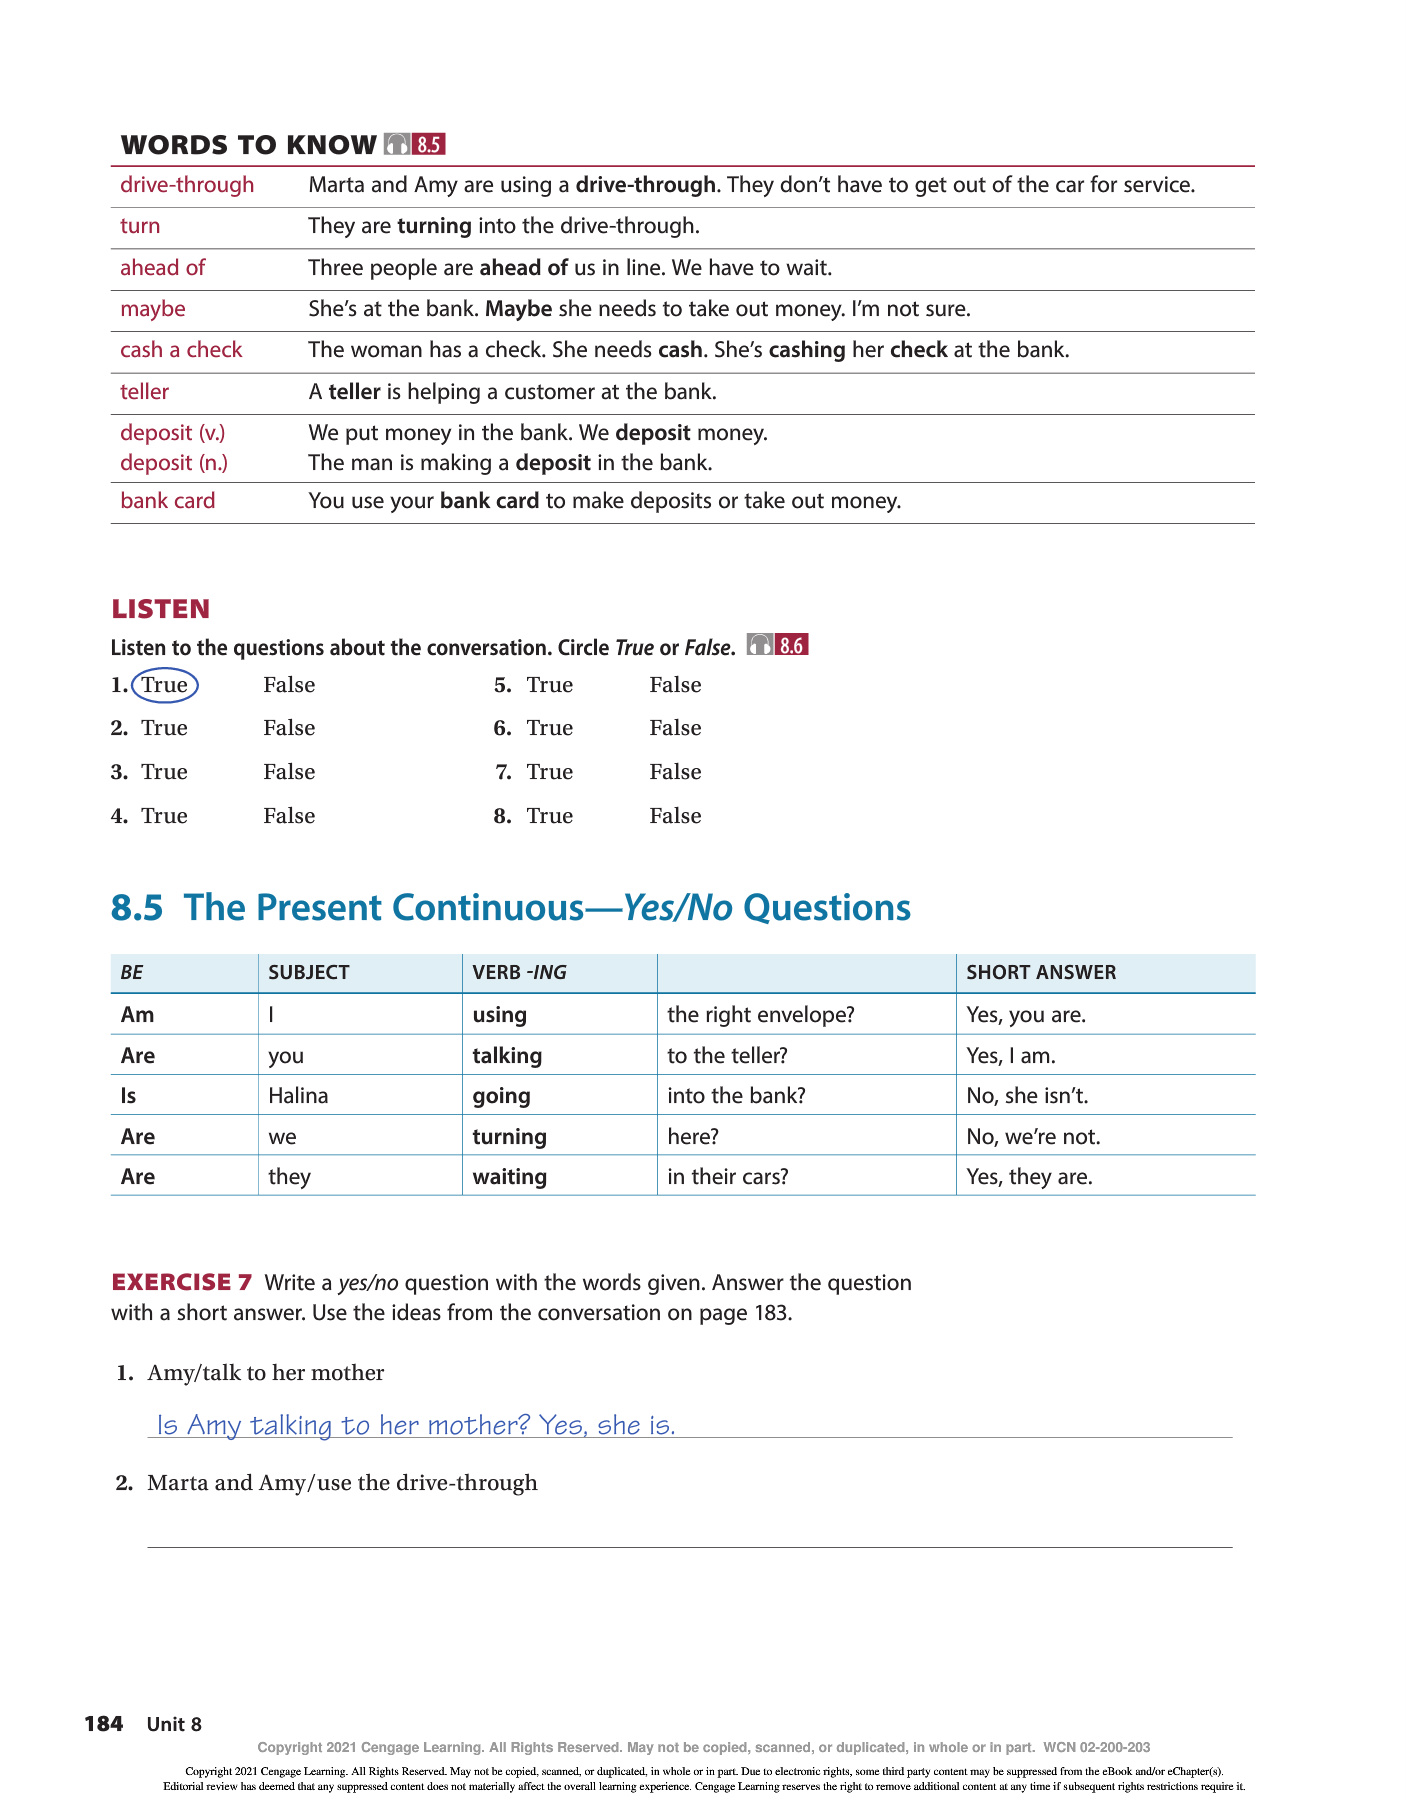 WORDS TO KNOW 8.5
drive-through Marta and Amy are using a drive-through. They don’t have to get out of the car for service.
turn They are turning into the drive-through.
ahead of Three people are ahead of us in line. We have to wait.
maybe She’s at the bank. Maybe she needs to take out money. I’m not sure.
cash a check The woman has a check. She needs cash. She’s cashing her check at the bank.
teller A teller is helping a customer at the bank.
deposit (v.) We put money in the bank. We deposit money.
deposit (n.) The man is making a deposit in the bank.
bank card You use your bank card to make deposits or take out money.
LISTEN
Listen to the questions about the conversation. Circle True or False. 8.6
1. True False 5. True False
2. True False 6. True False
3. True False 7. True False
4. True False 8. True False
8.5 The Present Continuous—Yes/No Questions
BE SUBJECT VERB -ING SHORT ANSWER
Am I using the right envelope? Yes, you are.
Are you talking to the teller? Yes, I am.
Is Halina going into the bank? No, she isn’t.
Are we turning here? No, we’re not.
Are they waiting in their cars? Yes, they are.
EXERCISE 7 Write a yes/no question with the words given. Answer the question
with a short answer. Use the ideas from the conversation on page 183.
1. Amy/talk to her mother
Is Amy talking to her mother? Yes, she is.
2. Marta and Amy/use the drive-through
184 Unit 8
Copyright 2021 Cengage Learning. All Rights Reserved. May not be copied, scanned, or duplicated, in whole or in part. WCN 02-200-203
Copyright 2021 Cengage Learning. All Rights Reserved. May not be copied, scanned, or duplicated, in whole or in part. Due to electronic rights, some third party content may be suppressed from the eBook and/or eChapter(s).
Editorial review has deemed that any suppressed content does not materially affect the overall learning experience. Cengage Learning reserves the right to remove additional content at any time if subsequent rights restrictions require it.